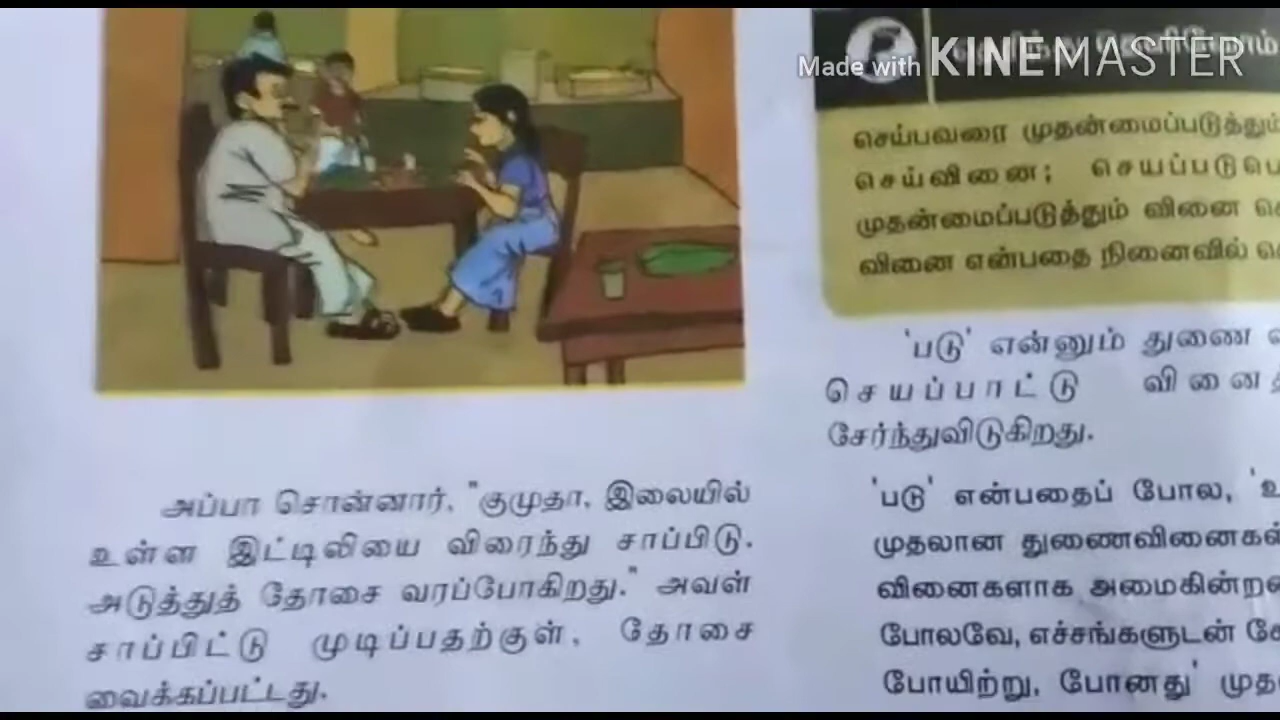 Made with KINEMASTER
செய்பவரை முதன்மைப்படுத்தும்
செய்வினை; செயப்படுபொ
முதன்மைப்படுத்தும் வினை
வினை என்பதை நினைவில்
'படு' என்னும் துணை
செயப்பாட்டு
சேர்ந்துவிடுகிறது.
'படு' என்பதைப் போல, 'உ
முதலான துணைவினைகள்
வினைகளாக அமைகின்றன
போலவே, எச்சங்களுடன்
போயிற்று, போனது' முத
அப்பா சொன்னார், "குமுதா, இலையில்
உள்ள இட்டிலியை விரைந்து சாப்பிடு.
அடுத்துத் தோசை வரப்போகிறது." அவள்
சாப்பிட்டு முடிப்பதற்குள், தோசை
வைக்கப்பட்டது.